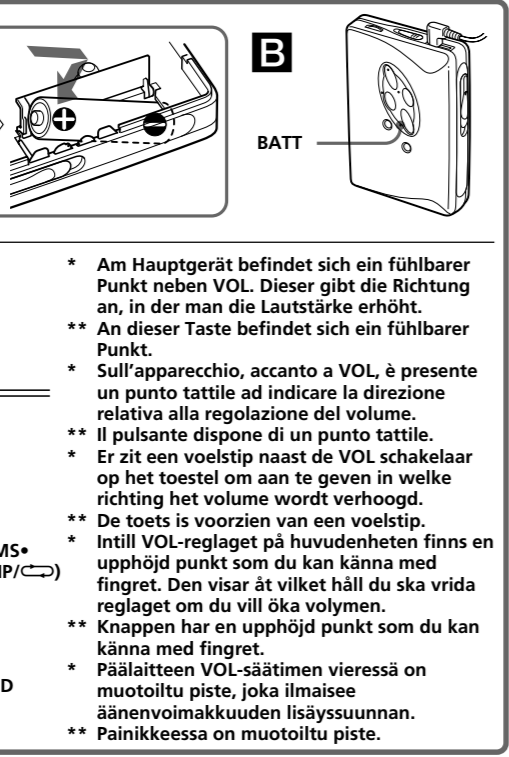 B
BATT
* Am Hauptgerät befindet sich ein fühlbarer
Punkt neben VOL. Dieser gibt die Richtung
an, in der man die Lautstärke erhöht.
** An dieser Taste befindet sich ein fühlbarer
Punkt.
* Sull’apparecchio, accanto a VOL, è presente
un punto tattile ad indicare la direzione
relativa alla regolazione del volume.
** Il pulsante dispone di un punto tattile.
* Er zit een voelstip naast de VOL schakelaar
op het toestel om aan te geven in welke
richting het volume wordt verhoogd.
** De toets is voorzien van een voelstip.
* Intill VOL-reglaget på huvudenheten finns en
upphöjd punkt som du kan känna med
fingret. Den visar åt vilket håll du ska vrida
reglaget om du vill öka volymen.
** Knappen har en upphöjd punkt som du kan
känna med fingret.
* Päälaitteen VOL-säätimen vieressä on
muotoiltu piste, joka ilmaisee
äänenvoimakkuuden lisäyssuunnan.
** Painikkeessa on muotoiltu piste.